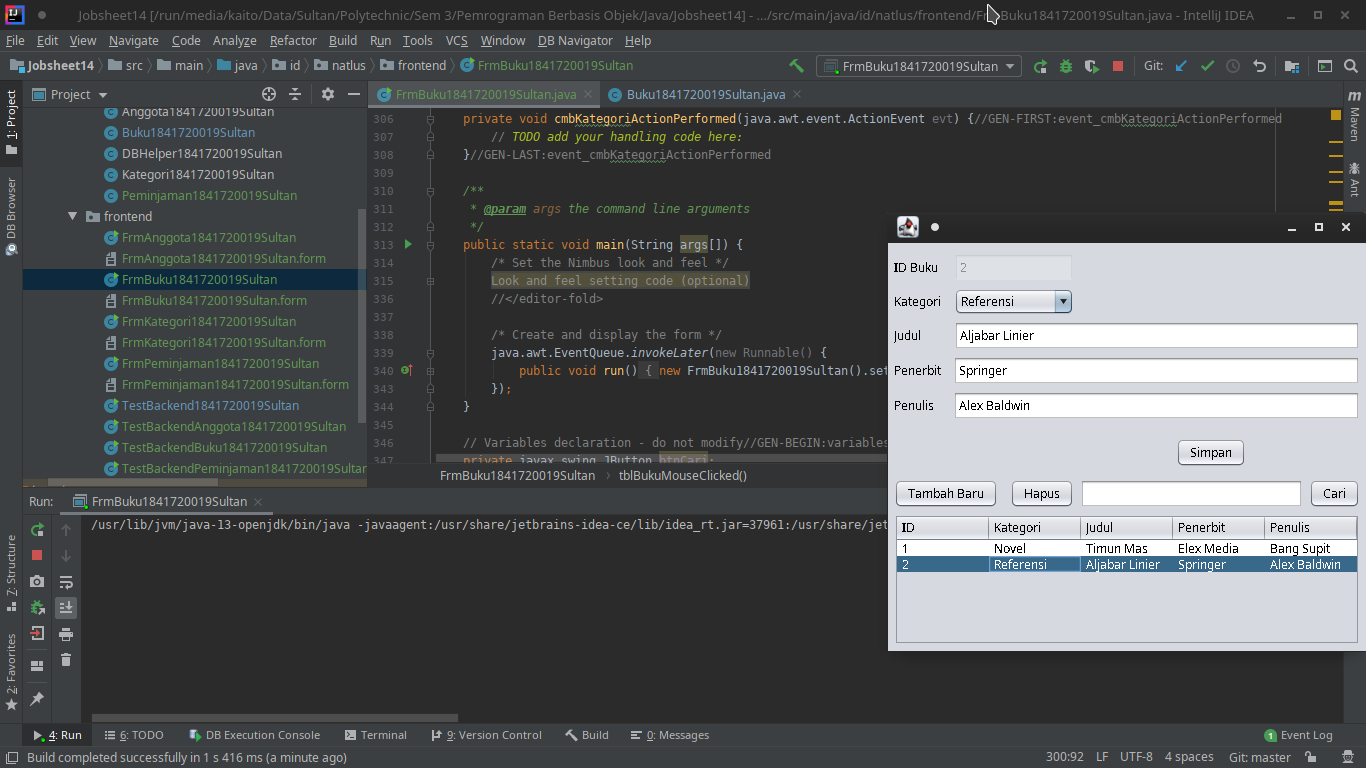 Jobsheet14 [/run/media/kaito/Data/Sultan/Polytechnic/Sem 3/Pemrograman Berbasis Objek/Java/Jobsheet14] - .../src/main/java/id/natlus/frontend/FrmBuku1841720019Sultan.java - IntelliJ IDEA
File Edit View Navigate Code Analyze Refactor Build Run Tools VCS Window DB Navigator Help
Jobsheet14 src main java id natlus frontend FrmBuku1841720019Sultan FrmBuku1841720019Sultan Git:
Project FrmBuku1841720019Sultan.java Buku1841720019Sultan.java
1: Project
DB Browser
7: Structure
2: Favorites
Maven
Ant
Anggota1841720019Sultan
Buku1841720019Sultan
DBHelper1841720019Sultan
Kategori1841720019Sultan
Peminjaman1841720019Sultan
frontend
FrmAnggota1841720019Sultan
FrmAnggota1841720019Sultan.form
FrmBuku1841720019Sultan
FrmBuku1841720019Sultan.form
FrmKategori1841720019Sultan
FrmKategori1841720019Sultan.form
FrmPeminjaman1841720019Sultan
FrmPeminjaman1841720019Sultan.form
TestBackend1841720019Sultan
TestBackendAnggota1841720019Sultan
TestBackendBuku1841720019Sultan
TestBackendPeminjaman1841720019Sultan
306 private void cmbKategoriActionPerformed(java.awt.event.ActionEvent evt) {//GEN-FIRST:event_cmbKategoriActionPerformed
307 // TODO add your handling code here:
308 }//GEN-LAST:event_cmbKategoriActionPerformed
309
310 /**
311 * @param args the command line arguments
312 */
313 public static void main(String args[]) {
314 /* Set the Nimbus look and feel */
315 Look and feel setting code (optional)
336 //</editor-fold>
337
338 /* Create and display the form */
339 java.awt.EventQueue.invokeLater(new Runnable() {
340 public void run() { new FrmBuku1841720019Sultan().set
343 });
344 }
345
346 // Variables declaration - do not modify//GEN-BEGIN:variables
347 private javax.swing.JButton btnCari;
FrmBuku1841720019Sultan › tblBukuMouseClicked()
ID Buku 2
Kategori Referensi
Judul Aljabar Linier
Penerbit Springer
Penulis Alex Baldwin
Simpan
Tambah Baru Hapus Cari
ID Kategori Judul Penerbit Penulis
1 Novel Timun Mas Elex Media Bang Supit
2 Referensi Aljabar Linier Springer Alex Baldwin
Run: FrmBuku1841720019Sultan
/usr/lib/jvm/java-13-openjdk/bin/java -javaagent:/usr/share/jetbrains-idea-ce/lib/idea_rt.jar=37961:/usr/share/jet
4: Run 6: TODO DB Execution Console Terminal 9: Version Control Build 0: Messages 1 Event Log
Build completed successfully in 1 s 416 ms (a minute ago) 300:92 LF UTF-8 4 spaces Git: master